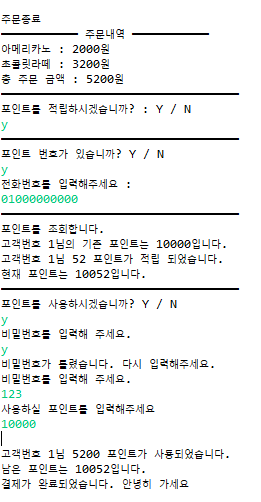 주문종료
주문내역
아메리카노 : 2000원
초콜릿라떼 : 3200원
총 주문 금액 : 5200원
포인트를 적립하시겠습니까? : Y / N
y
포인트 번호가 있습니까? Y / N
y
전화번호를 입력해주세요 :
01000000000
포인트를 조회합니다.
고객번호 1님의 기존 포인트는 10000입니다.
고객번호 1님 52 포인트가 적립 되었습니다.
현재 포인트는 10052입니다.
포인트를 사용하시겠습니까? Y / N
y
비밀번호를 입력해 주세요.
y
비밀번호가 틀렸습니다. 다시 입력해주세요.
비밀번호를 입력해 주세요.
123
사용하실 포인트를 입력해주세요
10000
고객번호 1님 5200 포인트가 사용되었습니다.
남은 포인트는 10052입니다.
결제가 완료되었습니다. 안녕히 가세요